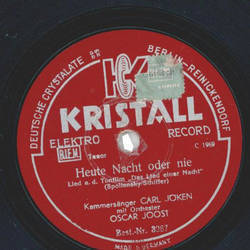 DEUTSCHE CRYSTALATE
BERLIN-REINICKENDORF
KRISTALL
ELEKTRO RECORD
B.I.E.M. Tenor C 1969
Heute Nacht oder nie
Lied a. d. Tonfilm „Das Lied einer Nacht"
(Spoliansky-Schiffer)
Kammersänger CARL JOKEN
mit Orchester
OSCAR JOOST
Best.-Nr.
MADE IN GERMANY